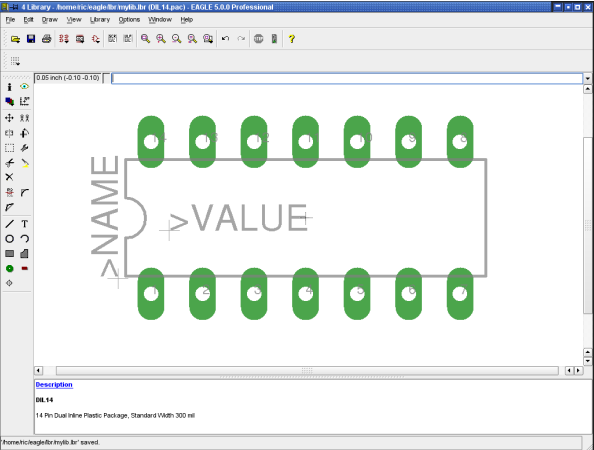 4 Library - /home/ric/eagle/lbr/mylib.lbr (DIL14.pac) - EAGLE 5.0.0 Professional
File Edit Draw View Library Options Window Help
0.05 inch (-0.10 -0.10)
14 13 12 11 10 9 8
>NAME
>VALUE
1 2 3 4 5 6 7
Description
DIL14
14 Pin Dual Inline Plastic Package, Standard Width 300 mil
'/home/ric/eagle/lbr/mylib.lbr' saved.